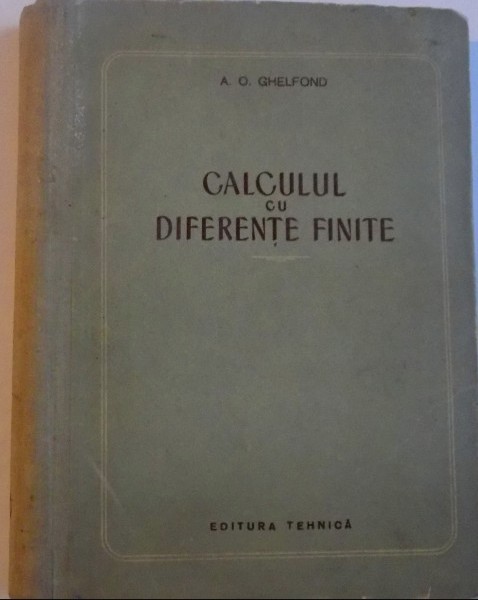 A. O. GHELFOND
CALCULUL
CU
DIFERENȚE FINITE
EDITURA TEHNICĂ